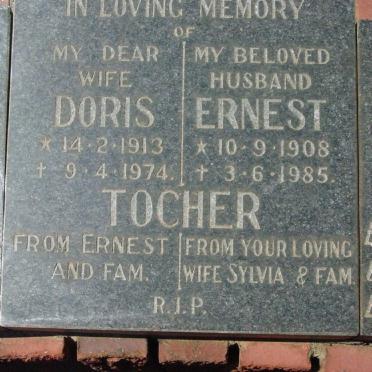 IN LOVING MEMORY
OF
MY DEAR
WIFE
DORIS
* 14·2·1913
† 9·4·1974.
MY BELOVED
HUSBAND
ERNEST
* 10·9·1908
† 3·6·1985.
TOCHER
FROM ERNEST
AND FAM.
FROM YOUR LOVING
WIFE SYLVIA & FAM.
R.I.P.